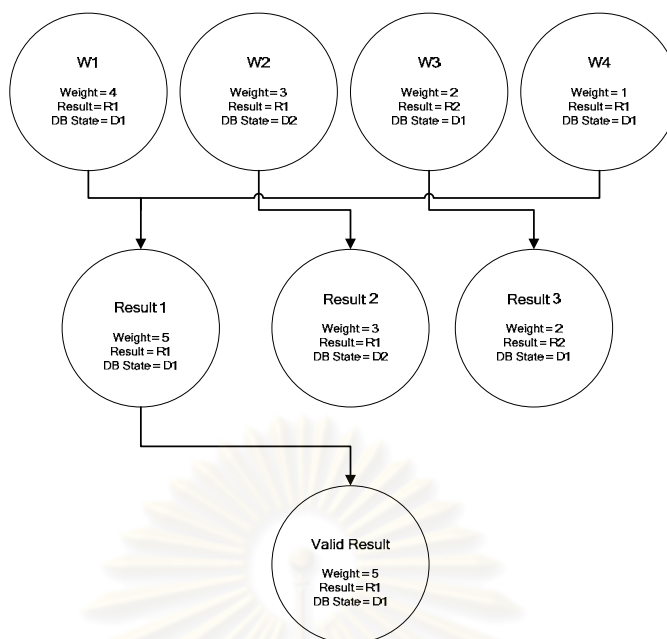 W1
Weight=4
Result=R1
DB State=D1
W2
Weight=3
Result=R1
DB State=D2
W3
Weight=2
Result=R2
DB State=D1
W4
Weight=1
Result=R1
DB State=D1
Result 1
Weight=5
Result=R1
DB State=D1
Result 2
Weight=3
Result=R1
DB State=D2
Result 3
Weight=2
Result=R2
DB State=D1
Valid Result
Weight=5
Result=R1
DB State=D1